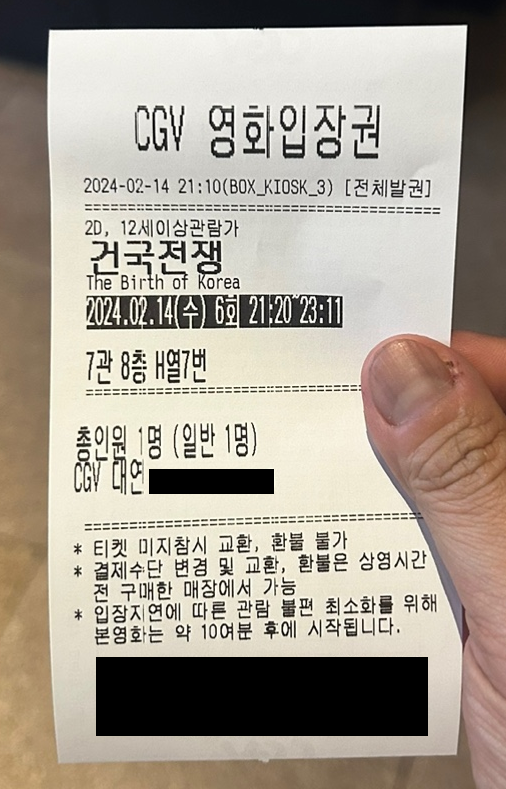 CGV 영화입장권
2024-02-14 21:10(BOX_KIOSK_3) [전체발권]
2D, 12세이상관람가
건국전쟁
The Birth of Korea
2024.02.14(수) 6회 21:20~23:11
7관 8층 H열7번
총인원 1명 (일반 1명)
CGV 대연
* 티켓 미지참시 교환, 환불 불가
* 결제수단 변경 및 교환, 환불은 상영시간
전 구매한 매장에서 가능
* 입장지연에 따른 관람 불편 최소화를 위해
본영화는 약 10여분 후에 시작됩니다.